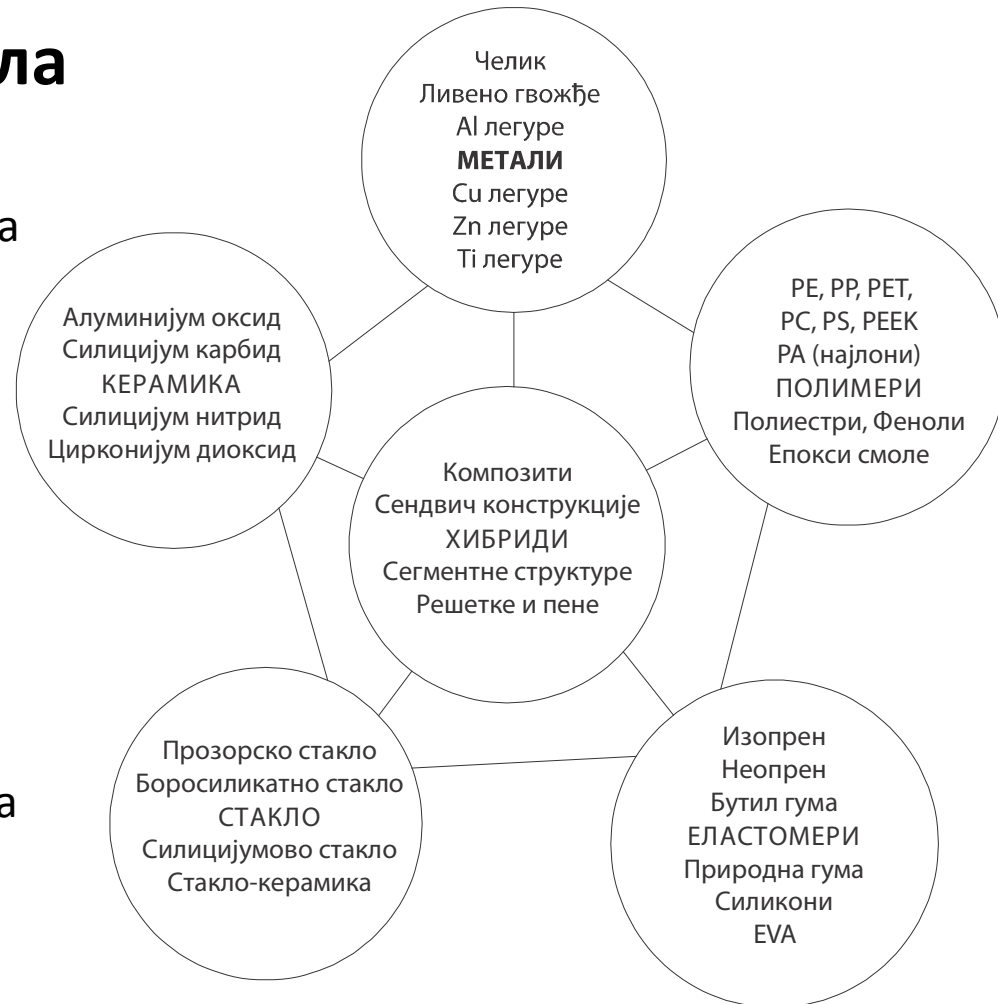 ла
а
а
Челик
Ливено гвожђе
Al легуре
МЕТАЛИ
Cu легуре
Zn легуре
Ti легуре
Алуминијум оксид
Силицијум карбид
КЕРАМИКА
Силицијум нитрид
Цирконијум диоксид
PE, PP, PET,
PC, PS, PEEK
PA (најлони)
ПОЛИМЕРИ
Полиестри, Феноли
Епокси смоле
Композити
Сендвич конструкције
ХИБРИДИ
Сегментне структуре
Решетке и пене
Прозорско стакло
Боросиликатно стакло
СТАКЛО
Силицијумово стакло
Стакло-керамика
Изопрен
Неопрен
Бутил гума
ЕЛАСТОМЕРИ
Природна гума
Силикони
EVA